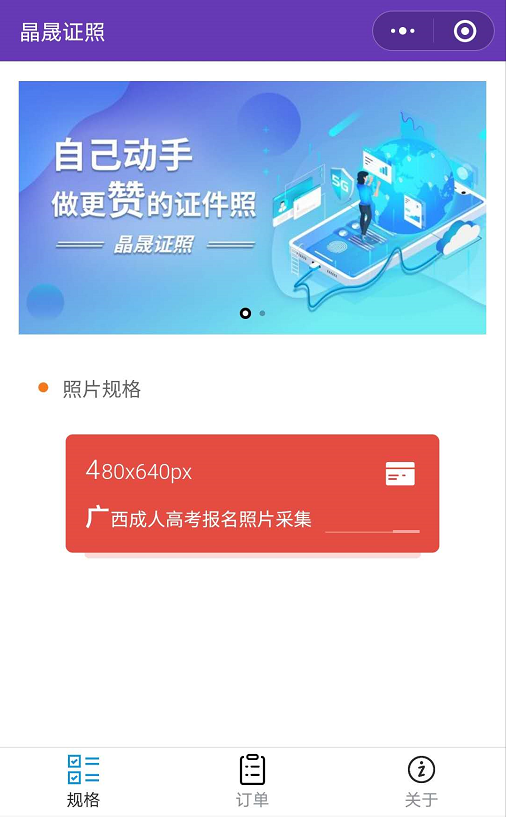 晶晟证照
自己动手
做更赞的证件照
晶晟证照
5G
照片规格
480x640px
广西成人高考报名照片采集
规格
订单
关于